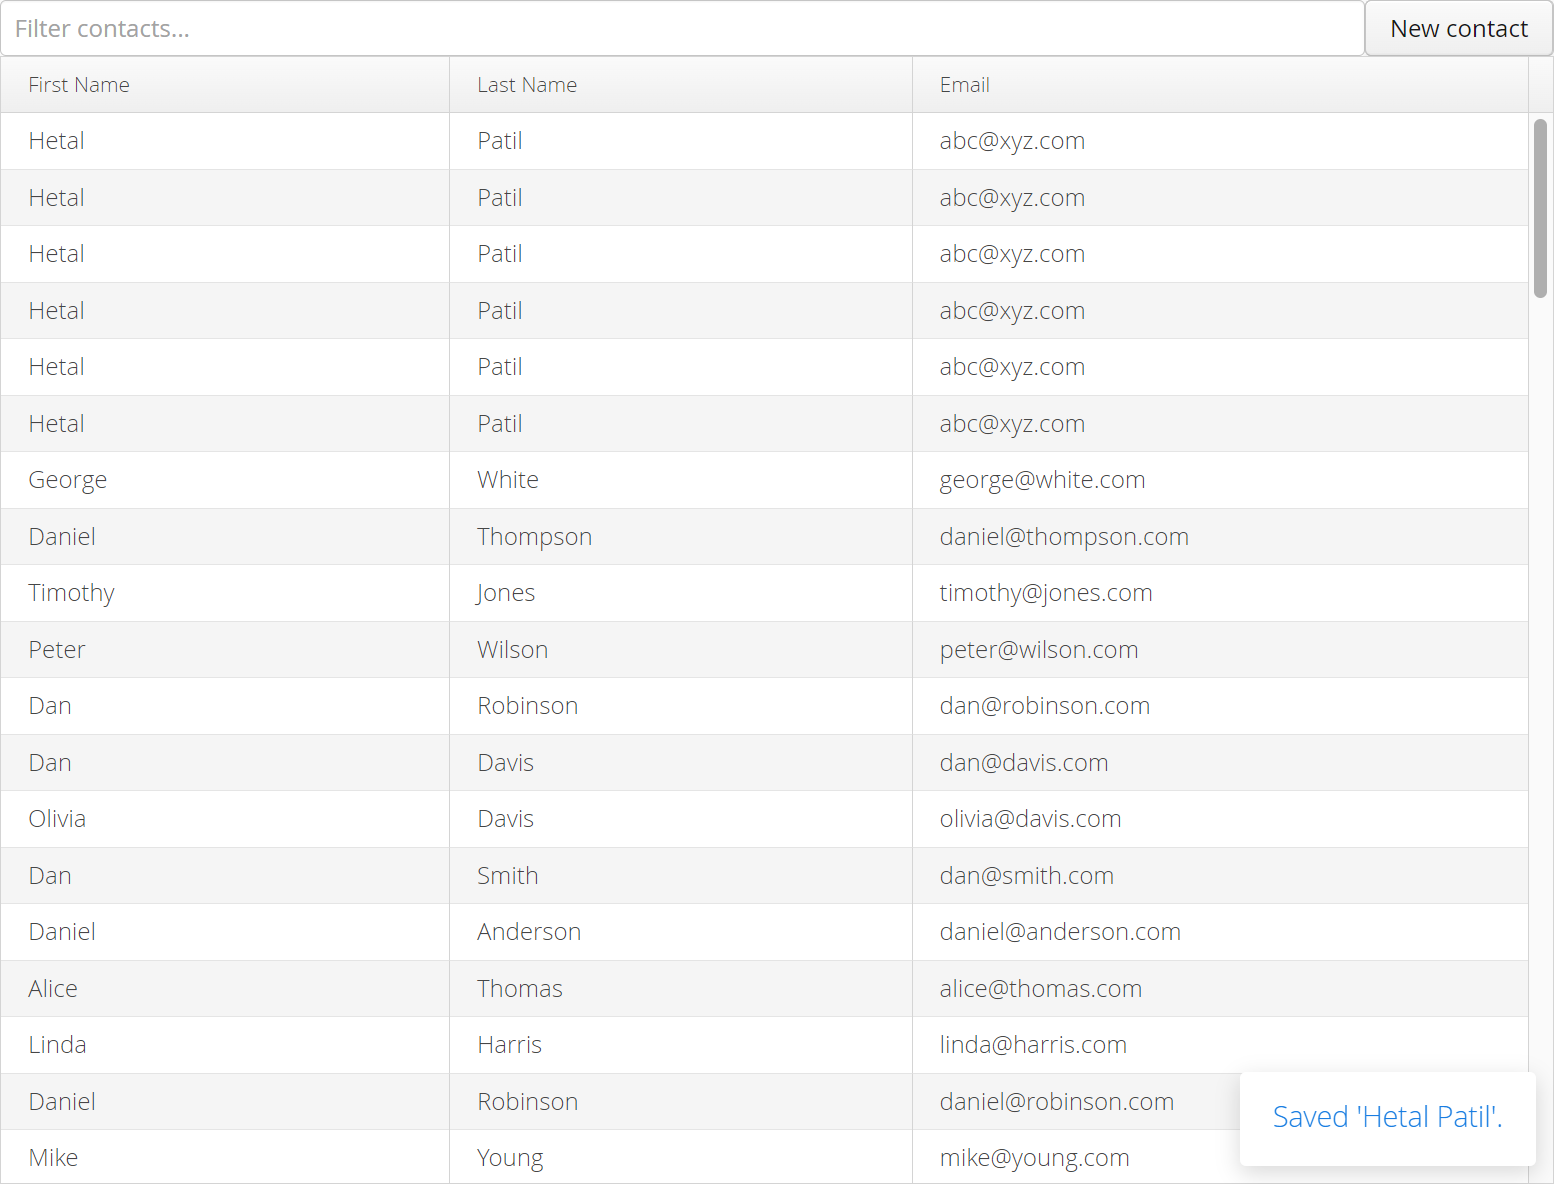 Filter contacts... New contact
First Name Last Name Email
Hetal Patil abc@xyz.com
Hetal Patil abc@xyz.com
Hetal Patil abc@xyz.com
Hetal Patil abc@xyz.com
Hetal Patil abc@xyz.com
Hetal Patil abc@xyz.com
George White george@white.com
Daniel Thompson daniel@thompson.com
Timothy Jones timothy@jones.com
Peter Wilson peter@wilson.com
Dan Robinson dan@robinson.com
Dan Davis dan@davis.com
Olivia Davis olivia@davis.com
Dan Smith dan@smith.com
Daniel Anderson daniel@anderson.com
Alice Thomas alice@thomas.com
Linda Harris linda@harris.com
Daniel Robinson daniel@robinson.com
Saved 'Hetal Patil'.
Mike Young mike@young.com